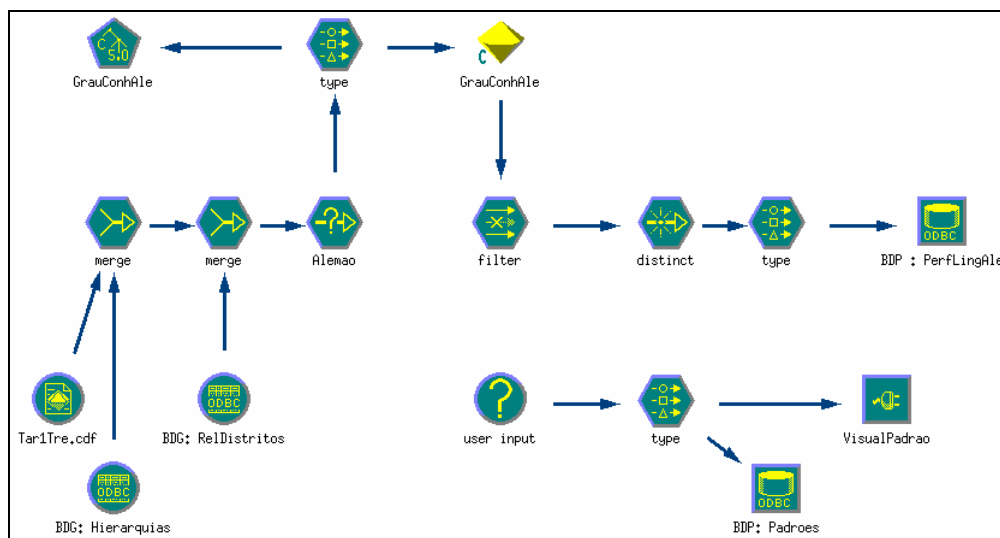 C 5.0
GrauConhAle
type
C
GrauConhAle
merge
merge
Alemao
filter
distinct
type
ODBC
BDP : PerfLingAle
Tar1Tre.cdf
ODBC
BDG: RelDistritos
user input
type
VisualPadrao
ODBC
BDG: Hierarquias
ODBC
BDP: Padroes